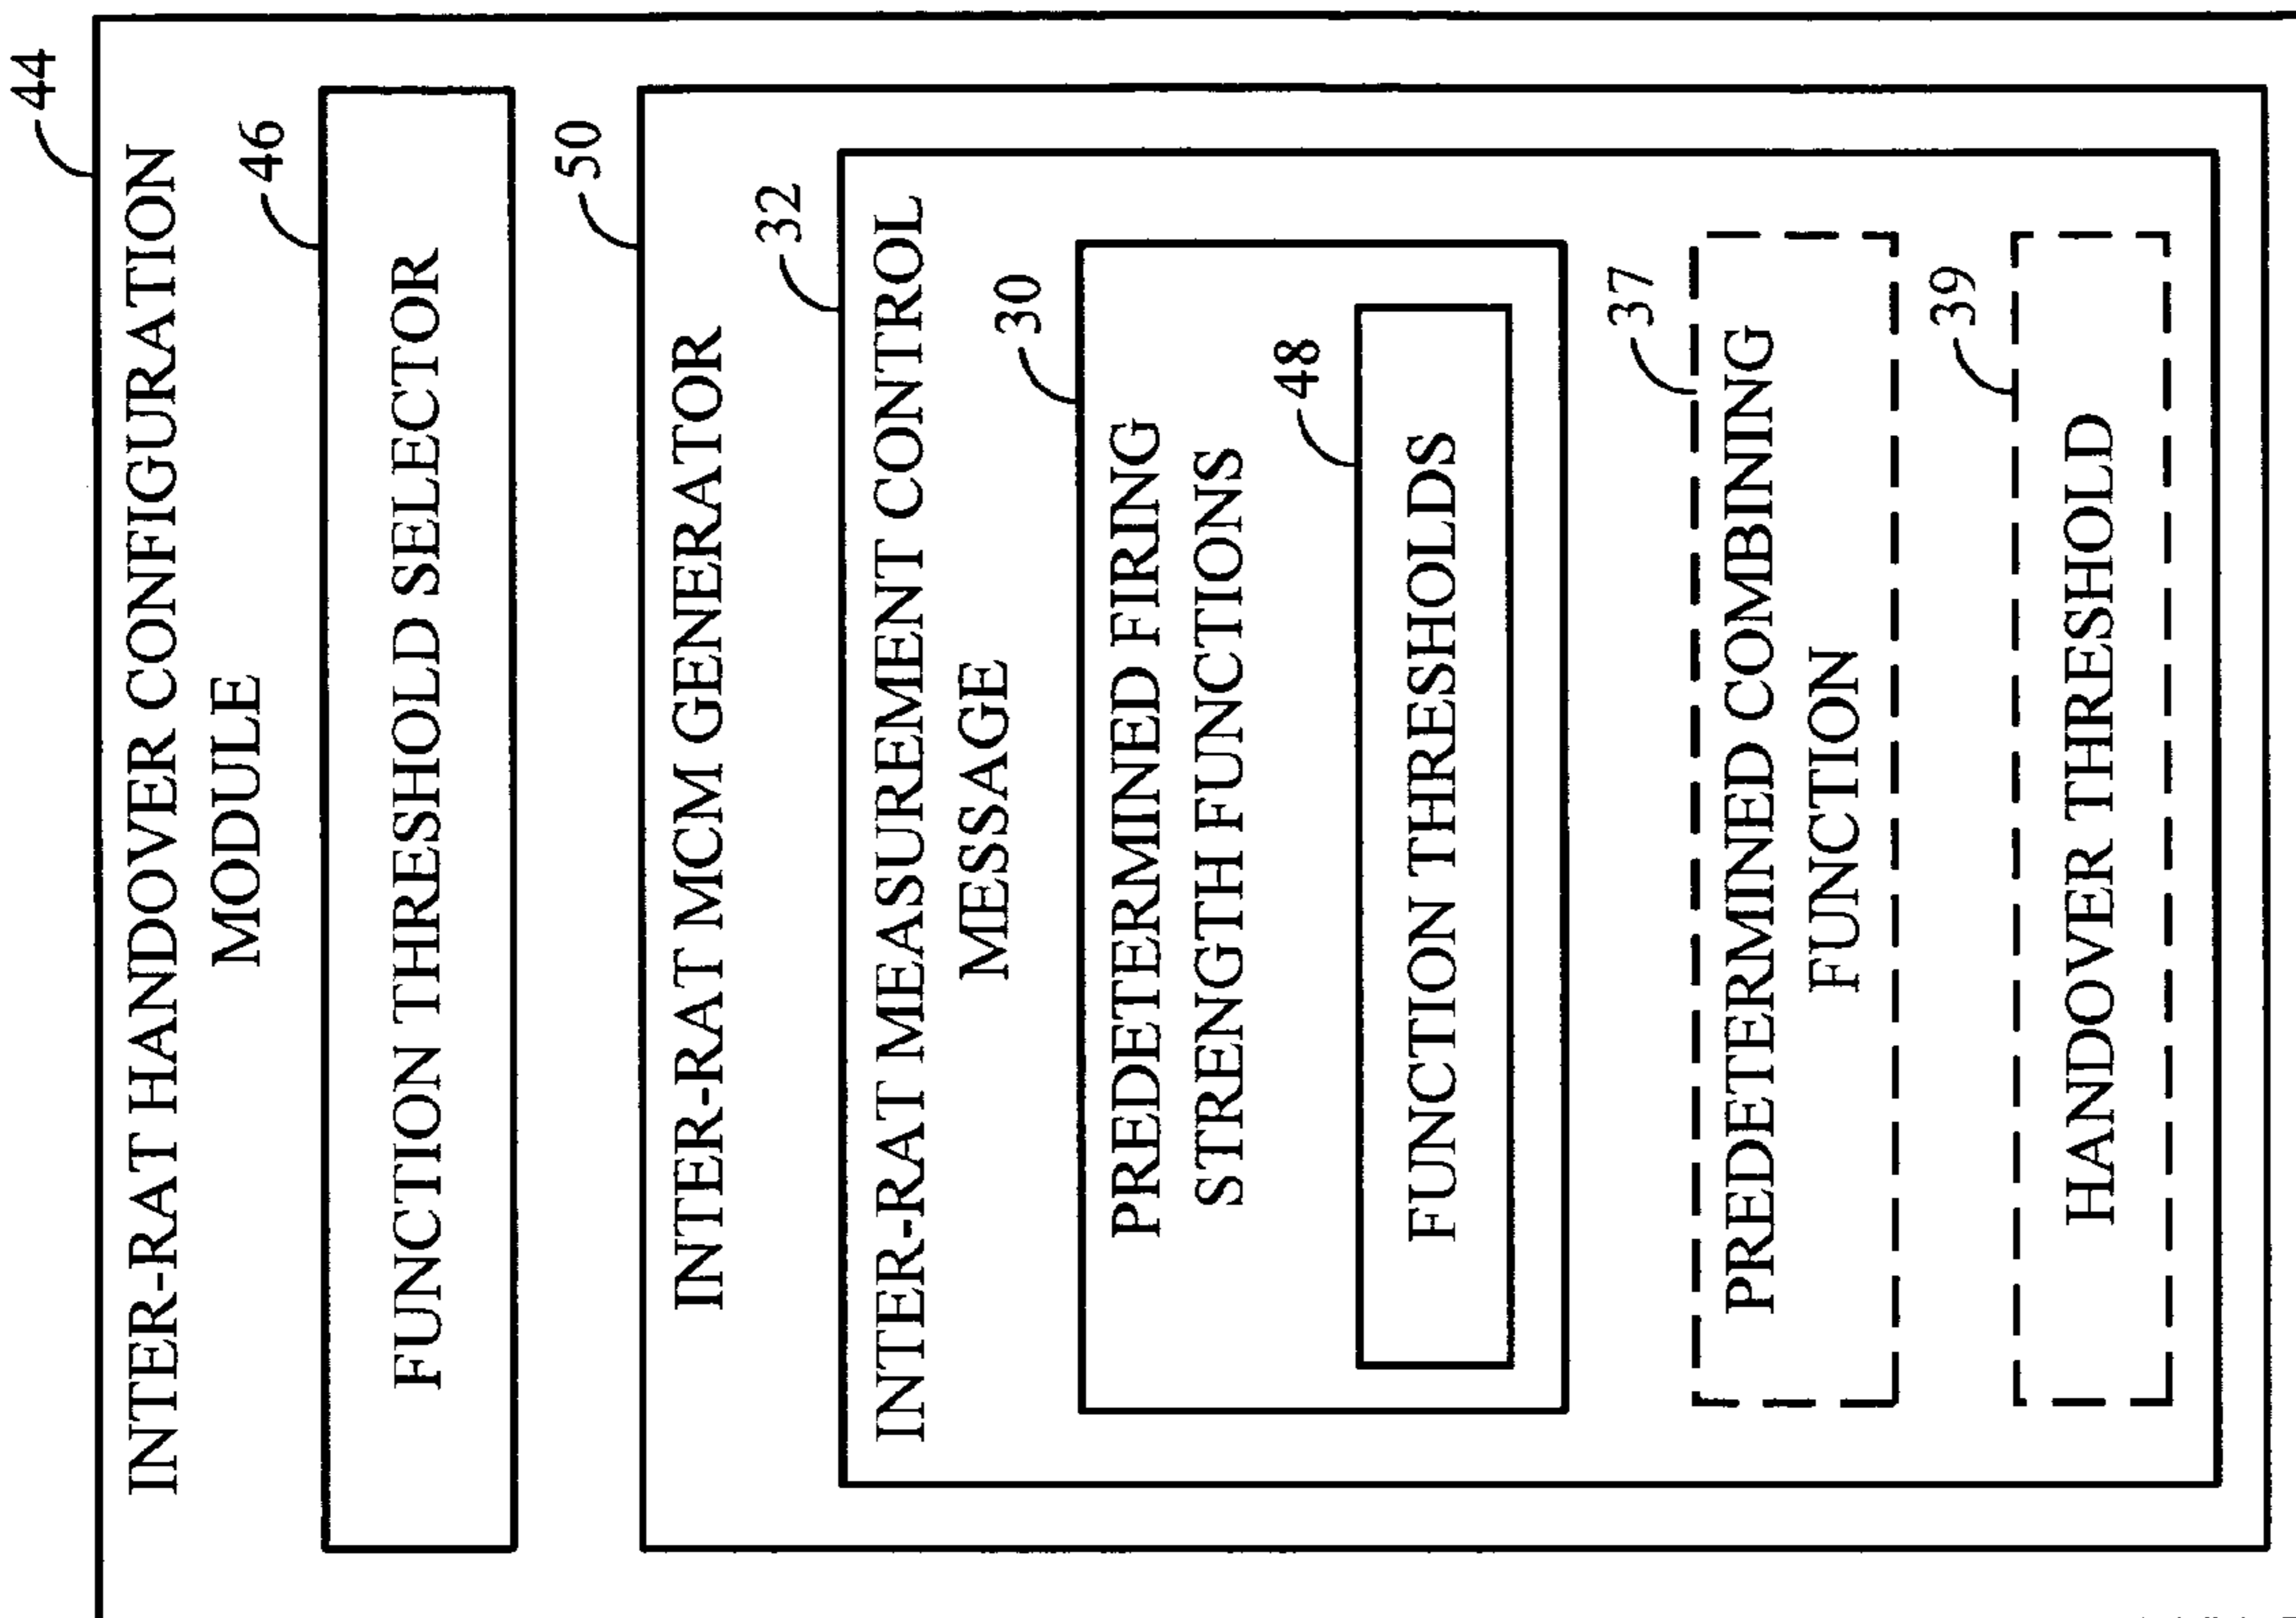 44
INTER-RAT HANDOVER CONFIGURATION
MODULE
46
FUNCTION THRESHOLD SELECTOR
50
INTER-RAT MCM GENERATOR
32
INTER-RAT MEASUREMENT CONTROL
MESSAGE
30
PREDETERMINED FIRING
STRENGTH FUNCTIONS
48
FUNCTION THRESHOLDS
37
PREDETERMINED COMBINING
FUNCTION
39
HANDOVER THRESHOLD